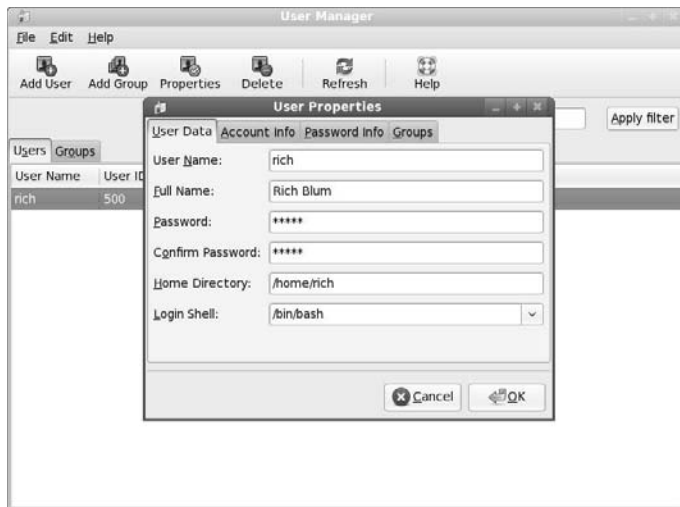 User Manager
File Edit Help
Add User Add Group Properties Delete Refresh Help
Apply filter
Users Groups
User Name User ID
rich 500
User Properties
User Data Account Info Password Info Groups
User Name: rich
Full Name: Rich Blum
Password: *****
Confirm Password: *****
Home Directory: /home/rich
Login Shell: /bin/bash
Cancel OK